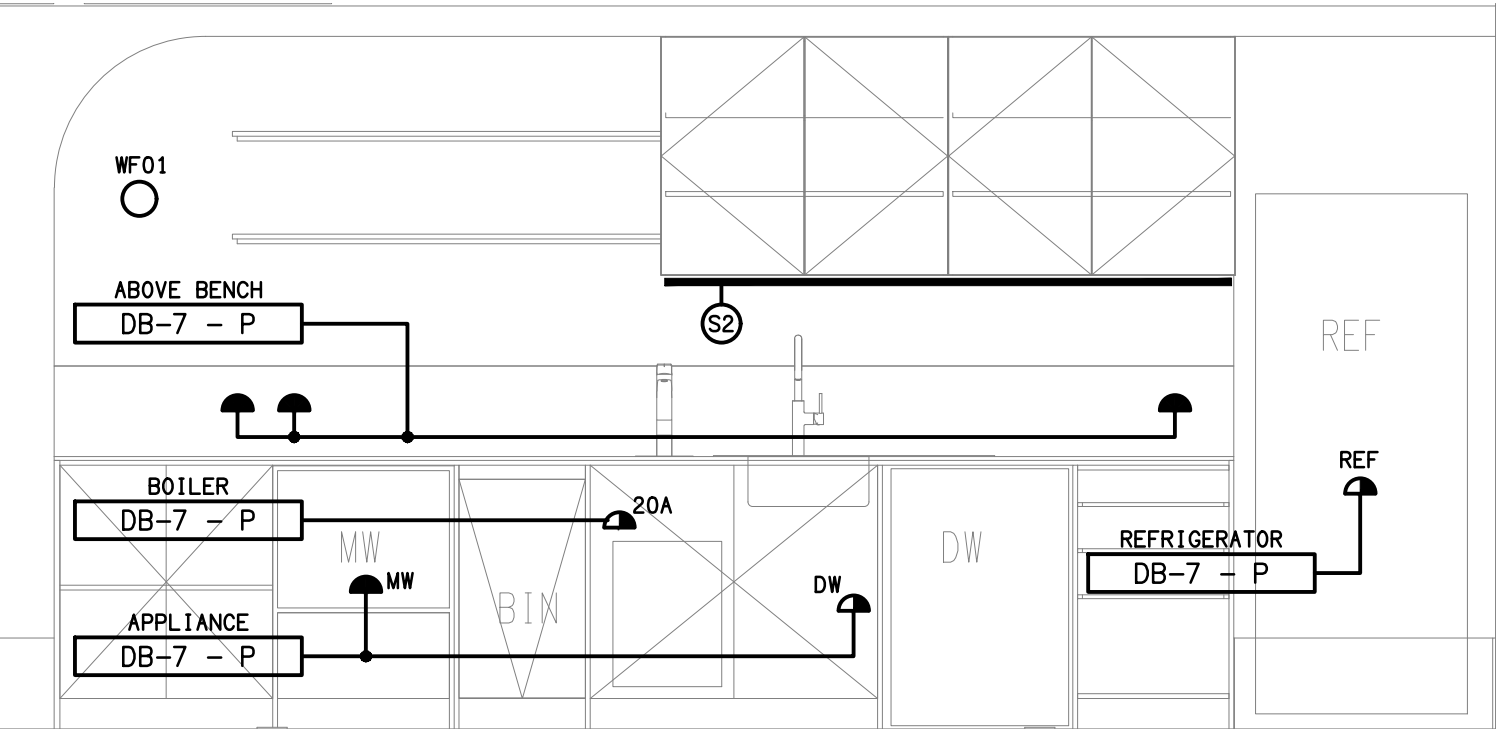 WF01
ABOVE BENCH
DB-7 - P
S2
REF
REF
BOILER
DB-7 - P
20A
MW
MW
DW
REFRIGERATOR
DB-7 - P
BIN
DW
APPLIANCE
DB-7 - P